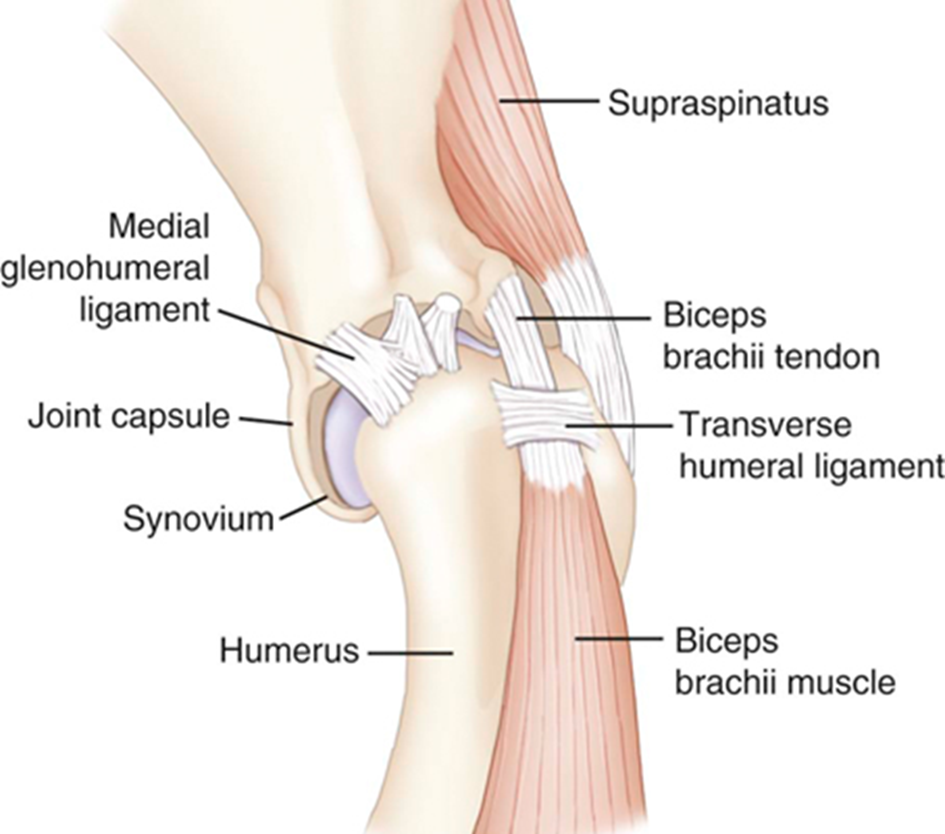 Supraspinatus
Medial
glenohumeral
ligament
Biceps
brachii tendon
Joint capsule
Transverse
humeral ligament
Synovium
Humerus
Biceps
brachii muscle